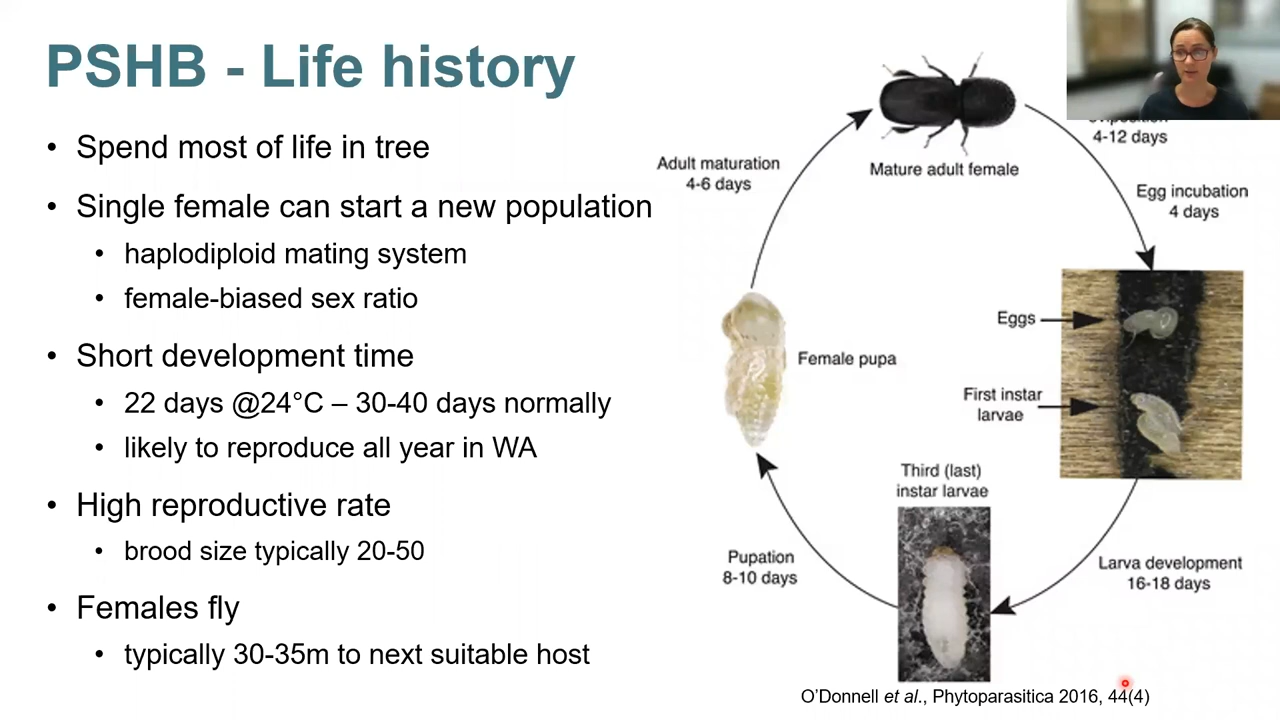 PSHB - Life history
• Spend most of life in tree
• Single female can start a new population
• haplodiploid mating system
• female-biased sex ratio
• Short development time
• 22 days @24°C – 30-40 days normally
• likely to reproduce all year in WA
• High reproductive rate
• brood size typically 20-50
• Females fly
• typically 30-35m to next suitable host
Mature adult female
4-12 days
Egg incubation
4 days
Eggs
First instar
larvae
Larva development
16-18 days
Third (last)
instar larvae
Pupation
8-10 days
Female pupa
Adult maturation
4-6 days
O'Donnell et al., Phytoparasitica 2016, 44(4)